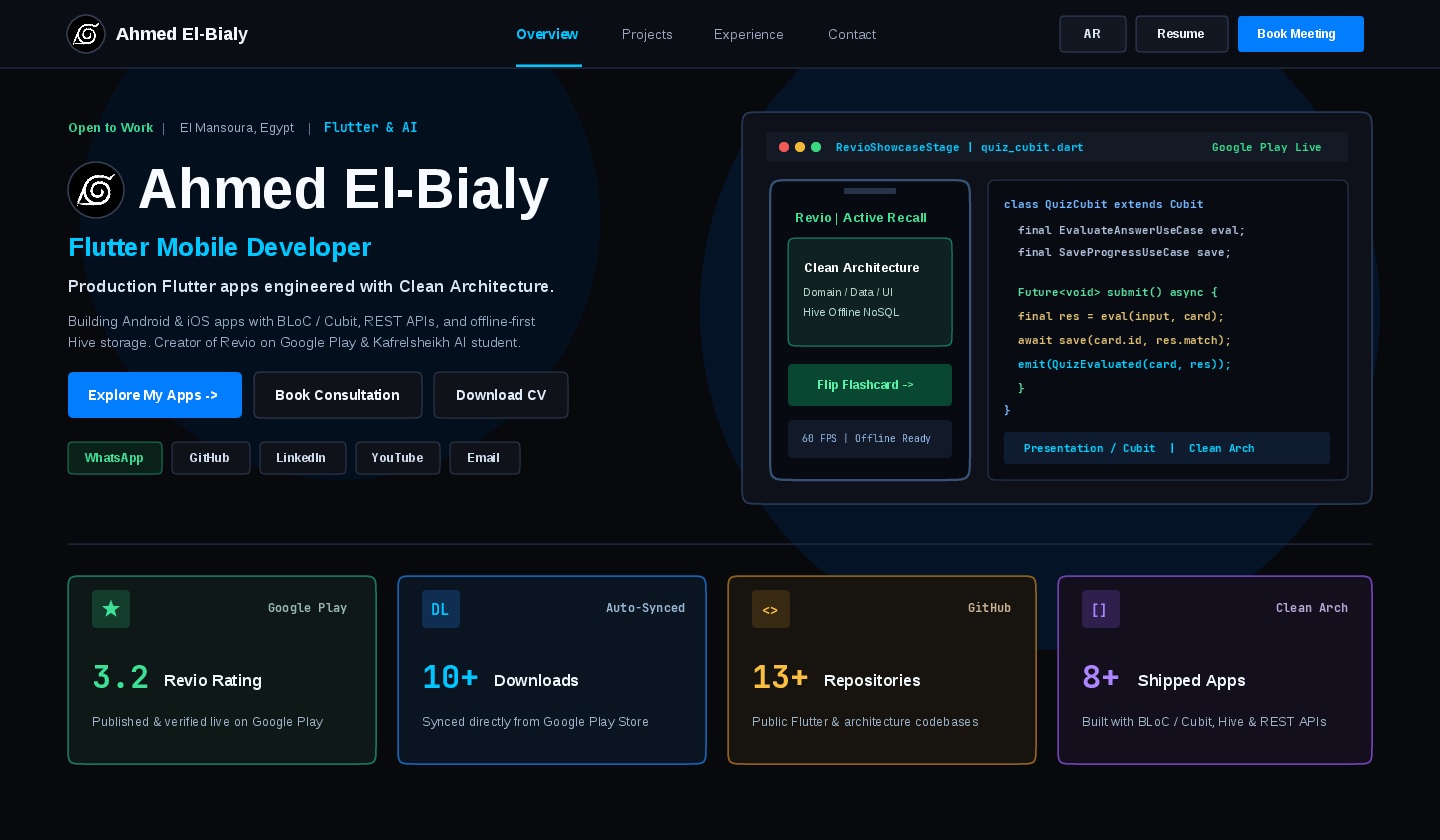 Ahmed El-Bialy
Overview
Projects
Experience
Contact
AR
Resume
Book Meeting
Open to Work | El Mansoura, Egypt | Flutter & AI
Ahmed El-Bialy
Flutter Mobile Developer
Production Flutter apps engineered with Clean Architecture.
Building Android & iOS apps with BLoC / Cubit, REST APIs, and offline-first
Hive storage. Creator of Revio on Google Play & Kafrelsheikh AI student.
Explore My Apps ->
Book Consultation
Download CV
WhatsApp
GitHub
LinkedIn
YouTube
Email
RevioShowcaseStage | quiz_cubit.dart
Google Play Live
Revio | Active Recall
Clean Architecture
Domain / Data / UI
Hive Offline NoSQL
Flip Flashcard ->
60 FPS | Offline Ready
class QuizCubit extends Cubit
final EvaluateAnswerUseCase eval;
final SaveProgressUseCase save;
Future<void> submit() async {
final res = eval(input, card);
await save(card.id, res.match);
emit(QuizEvaluated(card, res));
}
}
Presentation / Cubit | Clean Arch
Google Play
3.2 Revio Rating
Published & verified live on Google Play
DL
Auto-Synced
10+ Downloads
Synced directly from Google Play Store
<>
GitHub
13+ Repositories
Public Flutter & architecture codebases
[]
Clean Arch
8+ Shipped Apps
Built with BLoC / Cubit, Hive & REST APIs